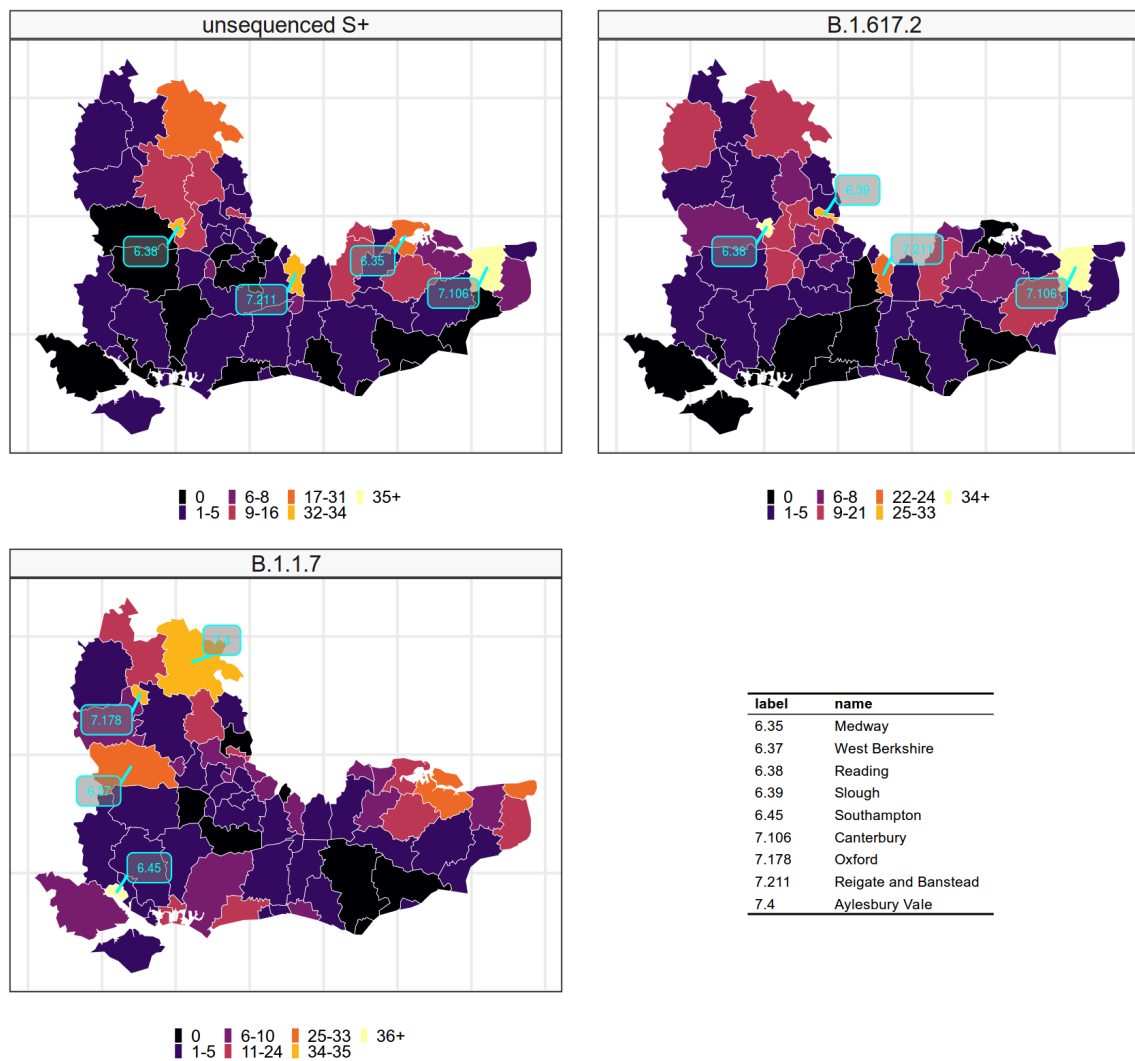 unsequenced S+
B.1.617.2
6.38
7.211
6.35
7.106
6.39
6.38
7.211
7.106
0 6-8 17-31 35+
1-5 9-16 32-34
0 6-8 22-24 34+
1-5 9-21 25-33
B.1.1.7
7.4
7.178
6.37
6.45
label name
6.35 Medway
6.37 West Berkshire
6.38 Reading
6.39 Slough
6.45 Southampton
7.106 Canterbury
7.178 Oxford
7.211 Reigate and Banstead
7.4 Aylesbury Vale
0 6-10 25-33 36+
1-5 11-24 34-35